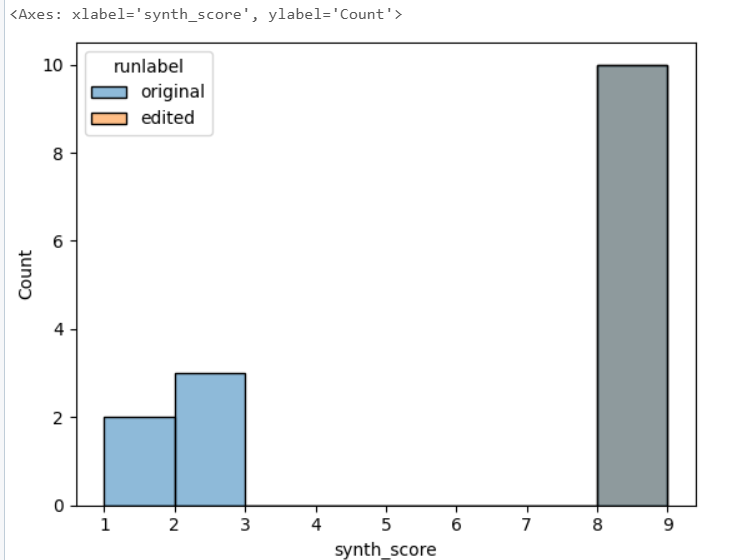 <Axes: xlabel='synth_score', ylabel='Count'>
runlabel
original
edited
10
8
6
4
2
0
Count
1 2 3 4 5 6 7 8 9
synth_score